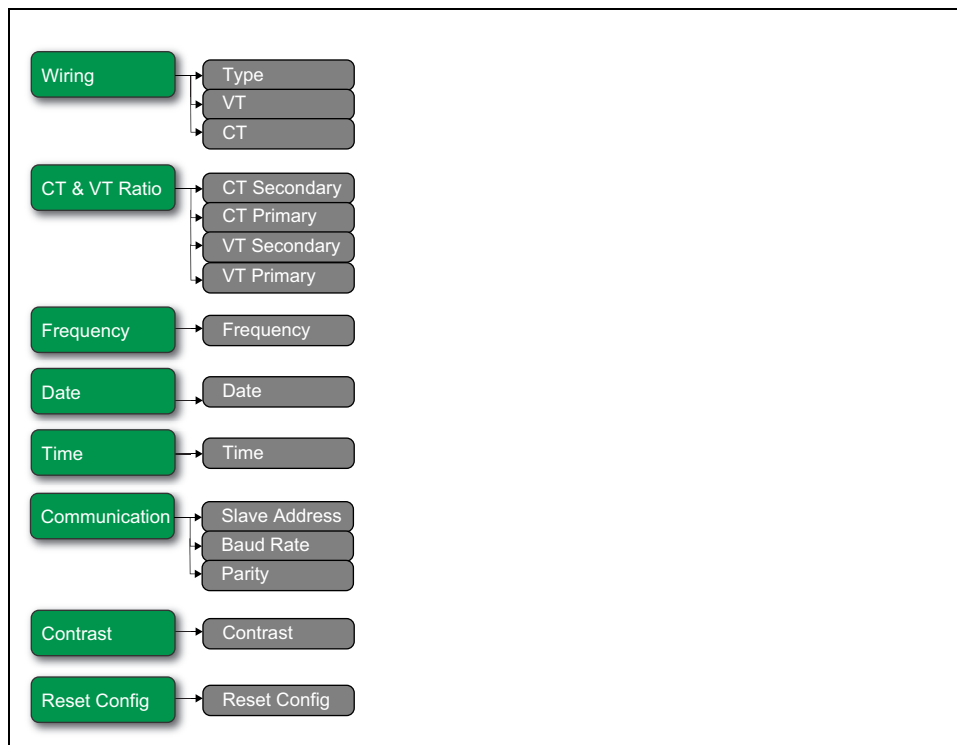 Wiring
Type
VT
CT
CT & VT Ratio
CT Secondary
CT Primary
VT Secondary
VT Primary
Frequency
Frequency
Date
Date
Time
Time
Communication
Slave Address
Baud Rate
Parity
Contrast
Contrast
Reset Config
Reset Config